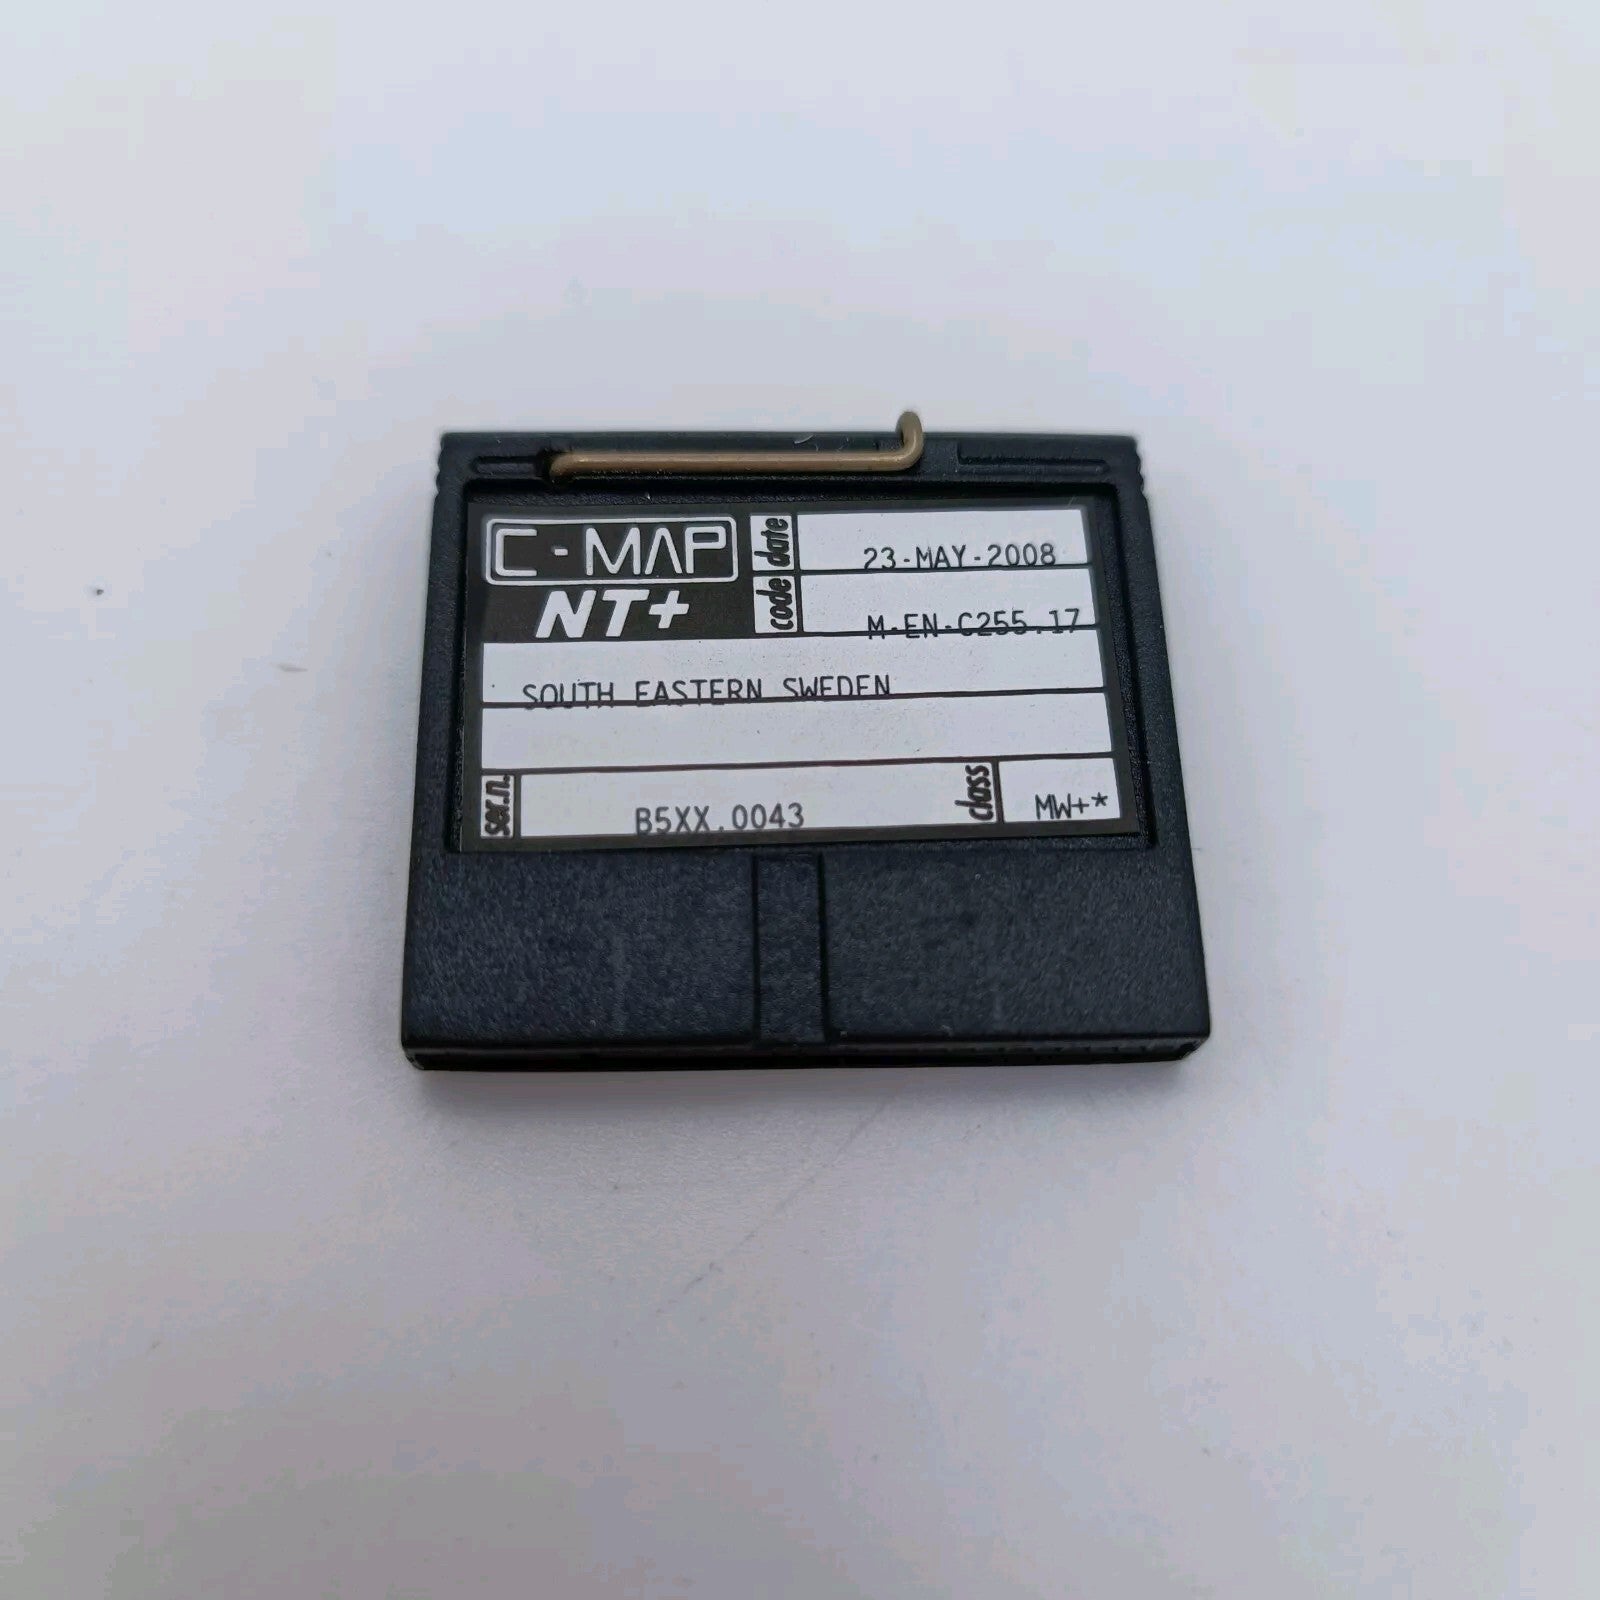 C-MAP
NT+
date
23-MAY-2008
code
M-EN-C255.17
SOUTH EASTERN SWEDEN
ser.n.
B5XX.0043
class
MW+*